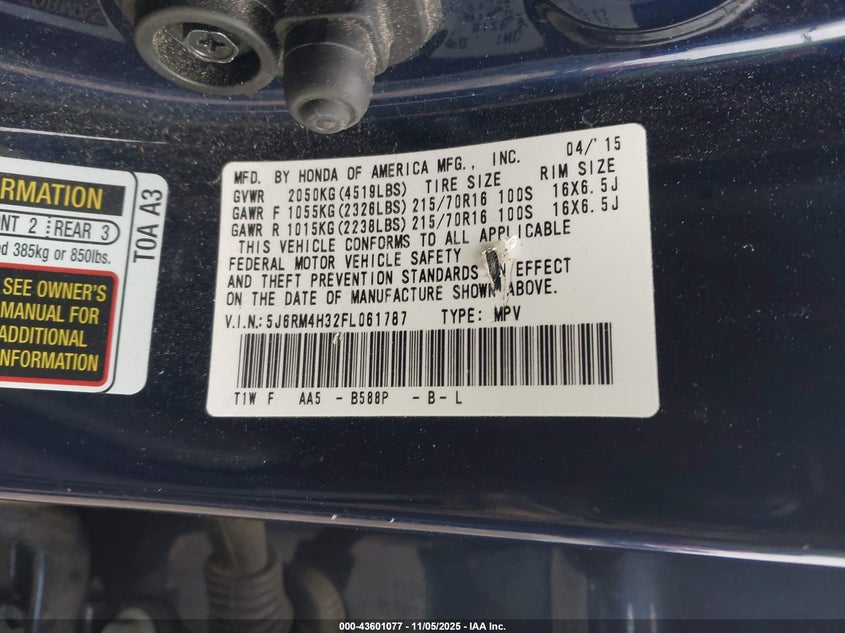 RMATION
NT 2 REAR 3
d 385kg or 850lbs.
SEE OWNER'S
MANUAL FOR
ADDITIONAL
INFORMATION
T0A A3
MFD. BY HONDA OF AMERICA MFG., INC. 04/'15
GVWR 2050KG(4519LBS) TIRE SIZE RIM SIZE
GAWR F 1055KG(2326LBS) 215/70R16 100S 16X6.5J
GAWR R 1015KG(2238LBS) 215/70R16 100S 16X6.5J
THIS VEHICLE CONFORMS TO ALL APPLICABLE
FEDERAL MOTOR VEHICLE SAFETY
AND THEFT PREVENTION STANDARDS IN EFFECT
ON THE DATE OF MANUFACTURE SHOWN ABOVE.
V.I.N.:5J6RM4H32FL061787 TYPE: MPV
T1W F AA5 - B588P - B - L
000-43601077 - 11/05/2025 - IAA Inc.